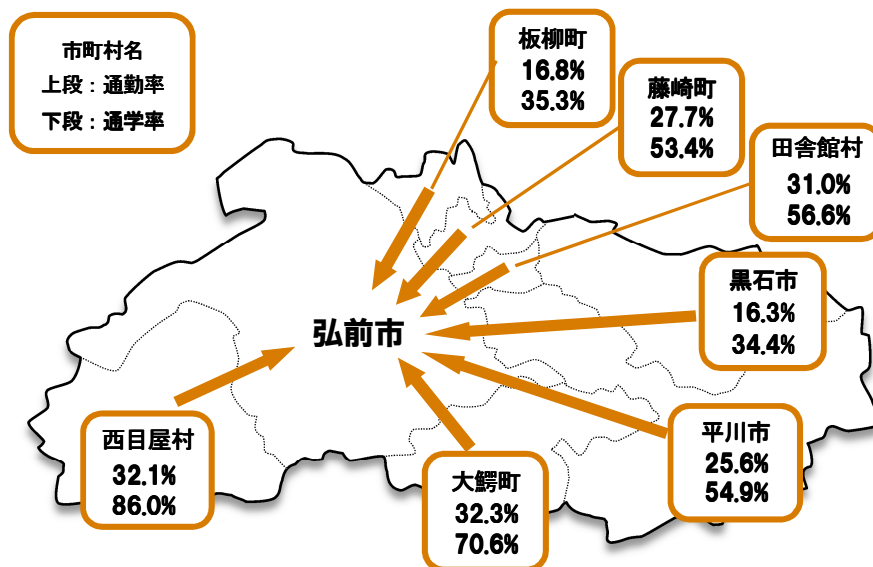 市町村名
上段：通勤率
下段：通学率
板柳町
16.8%
35.3%
藤崎町
27.7%
53.4%
田舎館村
31.0%
56.6%
黒石市
16.3%
34.4%
弘前市
西目屋村
32.1%
86.0%
大鰐町
32.3%
70.6%
平川市
25.6%
54.9%